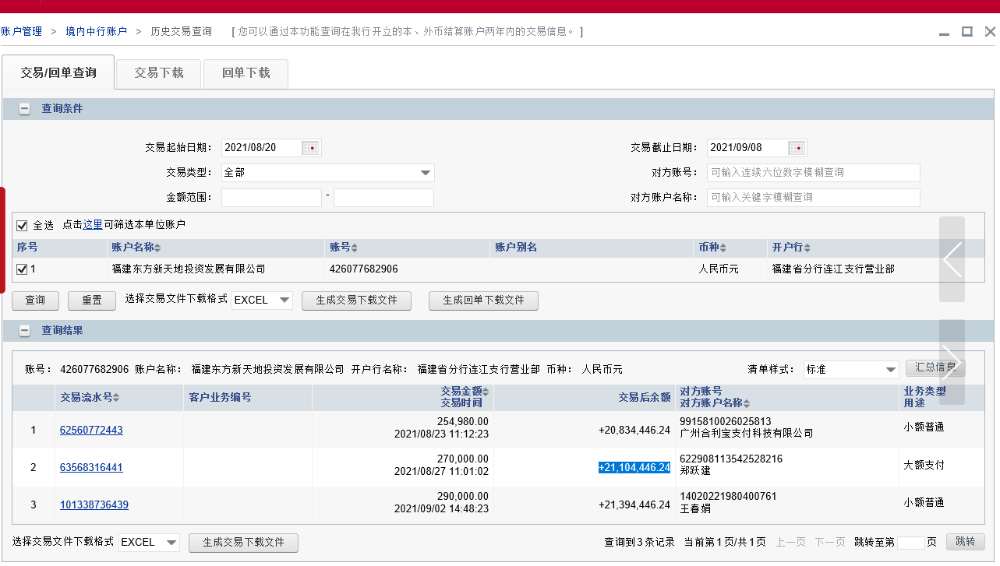 账户管理 > 境内中行账户 > 历史交易查询 [ 您可以通过本功能查询在我行开立的本、外币结算账户两年内的交易信息。 ]
交易/回单查询 交易下载 回单下载
查询条件
交易起始日期： 2021/08/20 交易截止日期： 2021/09/08
交易类型： 全部 对方账号： 可输入连续六位数字模糊查询
金额范围： - 对方账户名称： 可输入关键字模糊查询
全选 点击这里可筛选本单位账户
序号 账户名称 账号 账户别名 币种 开户行
1 福建东方新天地投资发展有限公司 426077682906 人民币元 福建省分行连江支行营业部
查询 重置 选择交易文件下载格式 EXCEL 生成交易下载文件 生成回单下载文件
查询结果
账号： 426077682906 账户名称： 福建东方新天地投资发展有限公司 开户行名称： 福建省分行连江支行营业部 币种： 人民币元 清单样式： 标准 汇总信息
交易流水号 客户业务编号 交易金额 交易后余额 对方账号 业务类型
交易时间 对方账户名称 用途
1 62560772443 254,980.00 +20,834,446.24 9915810026025813 小额普通
2021/08/23 11:12:23 广州合利宝支付科技有限公司
2 63568316441 270,000.00 +21,104,446.24 622908113542528216 大额支付
2021/08/27 11:01:02 郑跃建
3 101338736439 290,000.00 +21,394,446.24 14020221980400761 小额普通
2021/09/02 14:48:23 王春娟
选择交易文件下载格式 EXCEL 生成交易下载文件 查询到3条记录 当前第1页/共1页 上一页 下一页 跳转至第 页 跳转